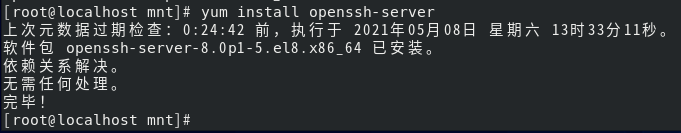 [root@localhost mnt]# yum install openssh-server
上次元数据过期检查：0:24:42 前，执行于 2021年05月08日 星期六 13时33分11秒。
软件包 openssh-server-8.0p1-5.el8.x86_64 已安装。
依赖关系解决。
无需任何处理。
完毕！
[root@localhost mnt]#